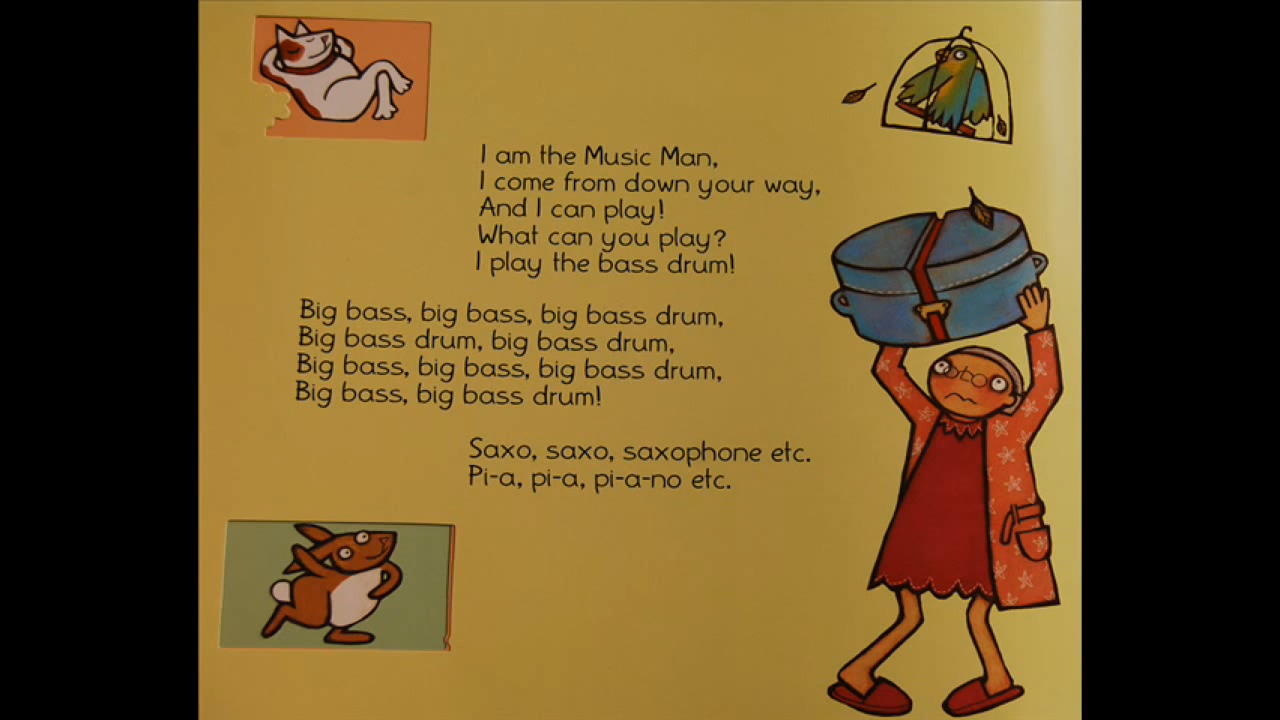 I am the Music Man,
I come from down your way,
And I can play!
What can you play?
I play the bass drum!
Big bass, big bass, big bass drum,
Big bass drum, big bass drum,
Big bass, big bass, big bass drum,
Big bass, big bass drum!
Saxo, saxo, saxophone etc.
Pi-a, pi-a, pi-a-no etc.